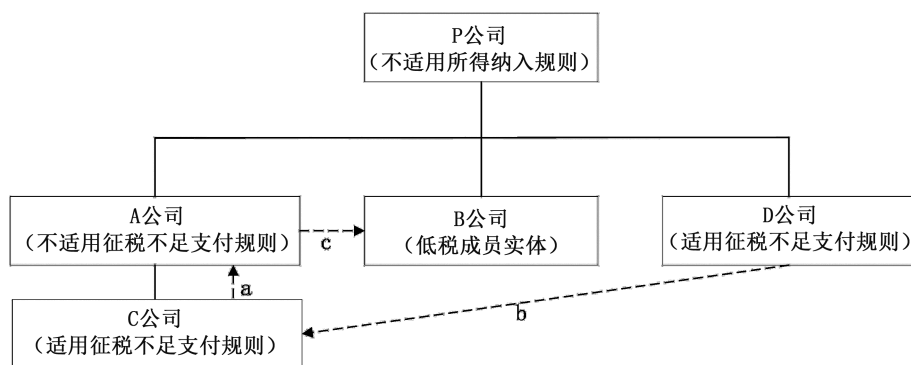 P公司
(不适用所得纳入规则)
A公司
(不适用征税不足支付规则)
c
B公司
(低税成员实体)
D公司
(适用征税不足支付规则)
a
b
C公司
(适用征税不足支付规则)